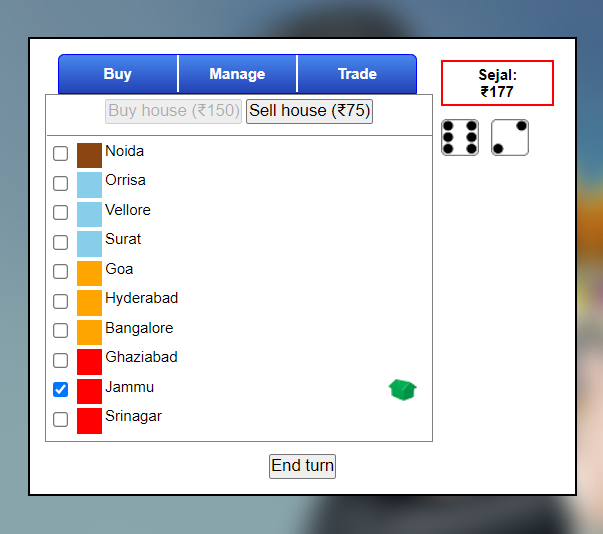 Buy Manage Trade
Sejal:
₹177
Buy house (₹150) Sell house (₹75)
Noida
Orrisa
Vellore
Surat
Goa
Hyderabad
Bangalore
Ghaziabad
Jammu
Srinagar
End turn